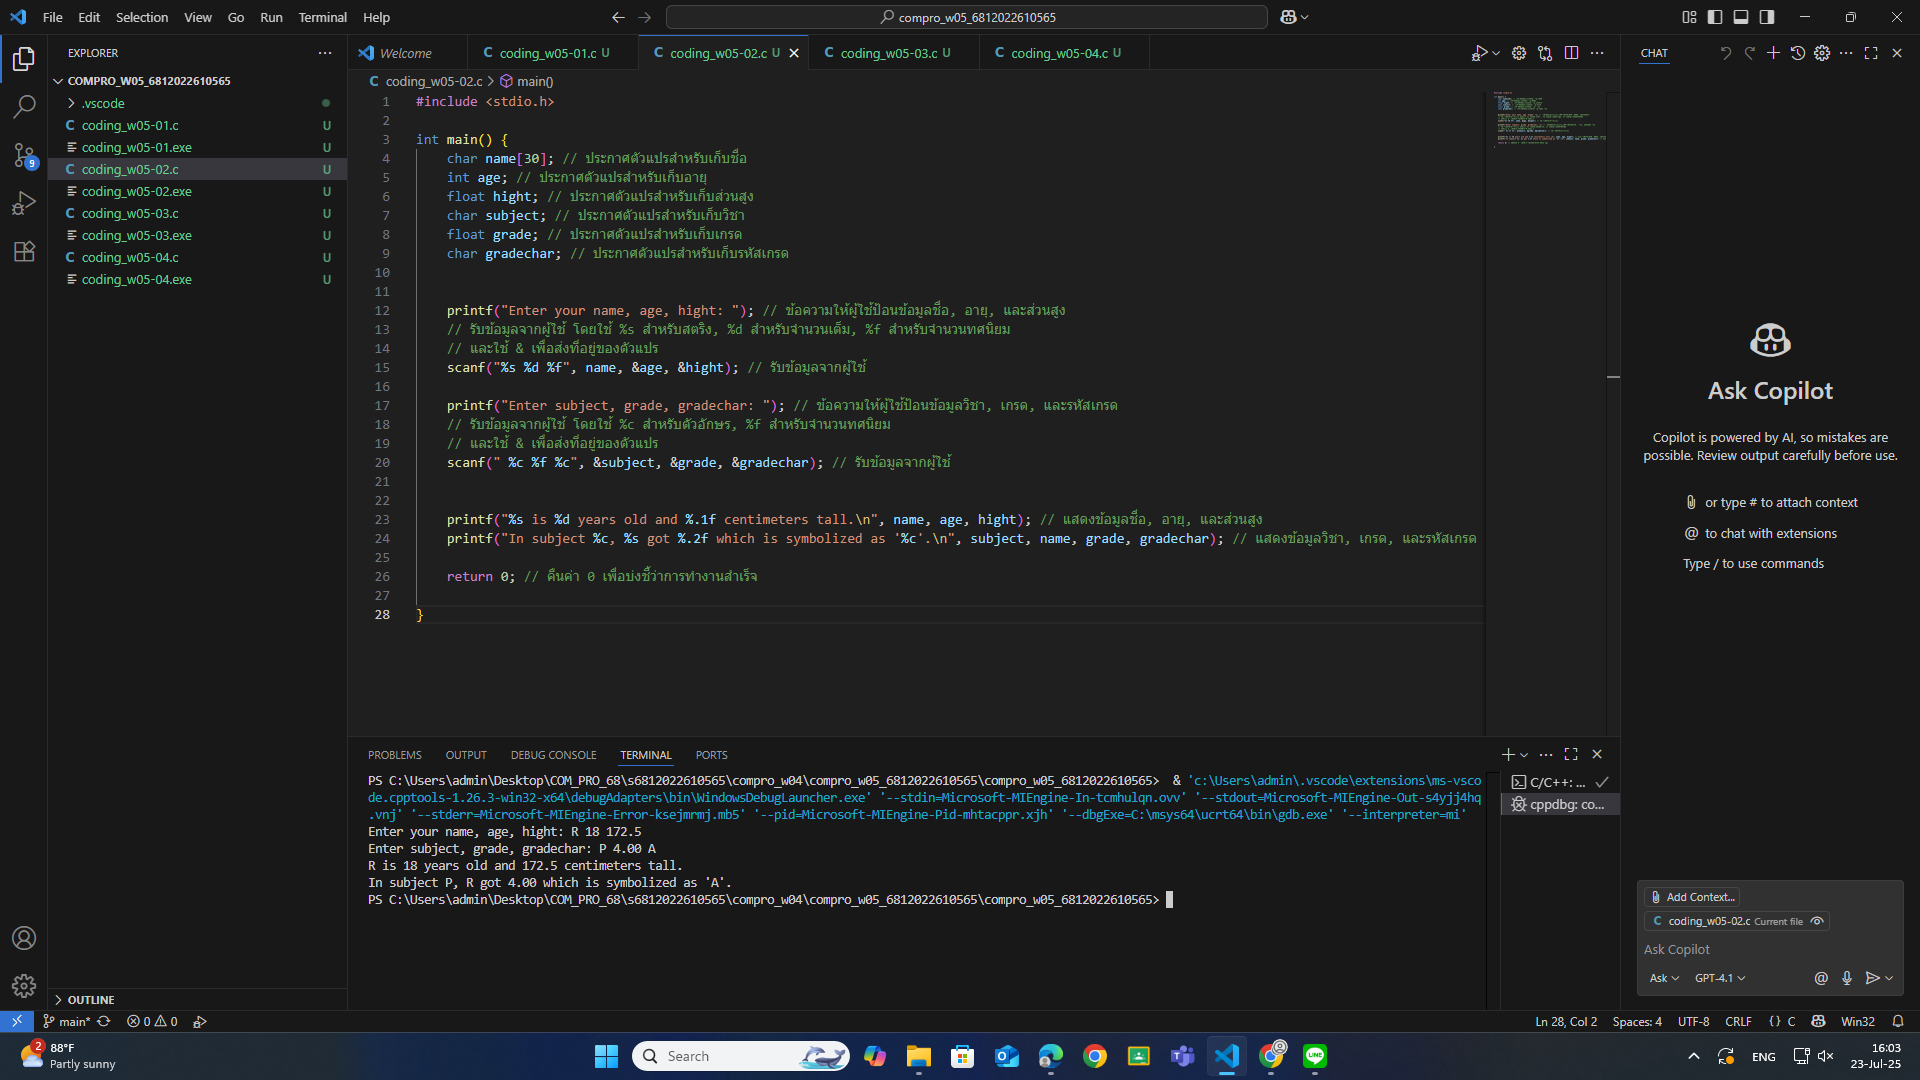 File Edit Selection View Go Run Terminal Help
compro_w05_6812022610565
EXPLORER
COMPRO_W05_6812022610565
.vscode
coding_w05-01.c U
coding_w05-01.exe U
coding_w05-02.c U
coding_w05-02.exe U
coding_w05-03.c U
coding_w05-03.exe U
coding_w05-04.c U
coding_w05-04.exe U
9
OUTLINE
Welcome coding_w05-01.c U coding_w05-02.c U coding_w05-03.c U coding_w05-04.c U
coding_w05-02.c > main()
1 #include <stdio.h>
2
3 int main() {
4 char name[30]; // ประกาศตัวแปรสำหรับเก็บชื่อ
5 int age; // ประกาศตัวแปรสำหรับเก็บอายุ
6 float hight; // ประกาศตัวแปรสำหรับเก็บส่วนสูง
7 char subject; // ประกาศตัวแปรสำหรับเก็บวิชา
8 float grade; // ประกาศตัวแปรสำหรับเก็บเกรด
9 char gradechar; // ประกาศตัวแปรสำหรับเก็บรหัสเกรด
10
11
12 printf("Enter your name, age, hight: "); // ข้อความให้ผู้ใช้ป้อนข้อมูลชื่อ, อายุ, และส่วนสูง
13 // รับข้อมูลจากผู้ใช้ โดยใช้ %s สำหรับสตริง, %d สำหรับจำนวนเต็ม, %f สำหรับจำนวนทศนิยม
14 // และใช้ & เพื่อส่งที่อยู่ของตัวแปร
15 scanf("%s %d %f", name, &age, &hight); // รับข้อมูลจากผู้ใช้
16
17 printf("Enter subject, grade, gradechar: "); // ข้อความให้ผู้ใช้ป้อนข้อมูลวิชา, เกรด, และรหัสเกรด
18 // รับข้อมูลจากผู้ใช้ โดยใช้ %c สำหรับตัวอักษร, %f สำหรับจำนวนทศนิยม
19 // และใช้ & เพื่อส่งที่อยู่ของตัวแปร
20 scanf(" %c %f %c", &subject, &grade, &gradechar); // รับข้อมูลจากผู้ใช้
21
22
23 printf("%s is %d years old and %.1f centimeters tall.\n", name, age, hight); // แสดงข้อมูลชื่อ, อายุ, และส่วนสูง
24 printf("In subject %c, %s got %.2f which is symbolized as '%c'.\n", subject, name, grade, gradechar); // แสดงข้อมูลวิชา, เกรด, และรหัสเกรด
25
26 return 0; // คืนค่า 0 เพื่อบ่งชี้ว่าการทำงานสำเร็จ
27
28 }
PROBLEMS OUTPUT DEBUG CONSOLE TERMINAL PORTS
PS C:\Users\admin\Desktop\COM_PRO_68\s6812022610565\compro_w04\compro_w05_6812022610565\compro_w05_6812022610565> & 'c:\Users\admin\.vscode\extensions\ms-vsco
de.cpptools-1.26.3-win32-x64\debugAdapters\bin\WindowsDebugLauncher.exe' '--stdin=Microsoft-MIEngine-In-tcmhulqn.ovv' '--stdout=Microsoft-MIEngine-Out-s4yjj4hq
.vnj' '--stderr=Microsoft-MIEngine-Error-ksejmrmj.mb5' '--pid=Microsoft-MIEngine-Pid-mhtacppr.xjh' '--dbgExe=C:\msys64\ucrt64\bin\gdb.exe' '--interpreter=mi'
Enter your name, age, hight: R 18 172.5
Enter subject, grade, gradechar: P 4.00 A
R is 18 years old and 172.5 centimeters tall.
In subject P, R got 4.00 which is symbolized as 'A'.
PS C:\Users\admin\Desktop\COM_PRO_68\s6812022610565\compro_w04\compro_w05_6812022610565\compro_w05_6812022610565>
C/C++: ...
cppdbg: co...
CHAT
Ask Copilot
Copilot is powered by AI, so mistakes are
possible. Review output carefully before use.
or type # to attach context
@ to chat with extensions
Type / to use commands
Add Context...
coding_w05-02.c Current file
Ask Copilot
Ask GPT-4.1
main* 0 0
Ln 28, Col 2 Spaces: 4 UTF-8 CRLF {} C Win32
2 88°F
Partly sunny
Search
ENG
16:03
23-Jul-25